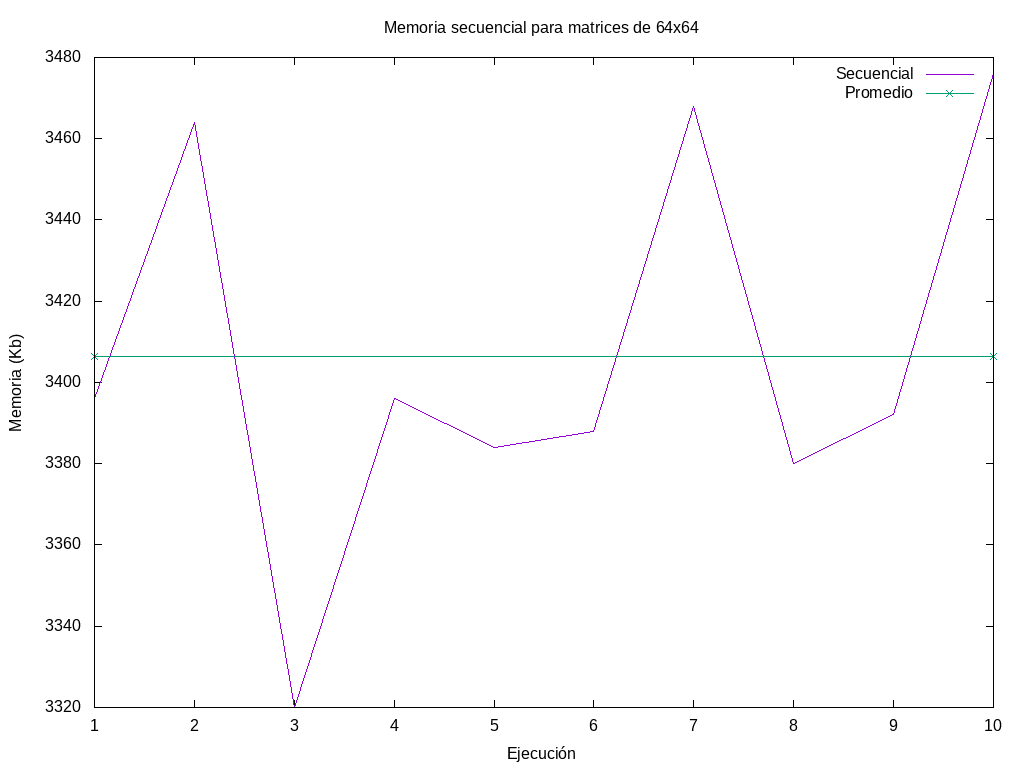 Memoria secuencial para matrices de 64x64
3480
3460
3440
3420
3400
3380
3360
3340
3320
Memoria (Kb)
Secuencial
Promedio
1 2 3 4 5 6 7 8 9 10
Ejecución